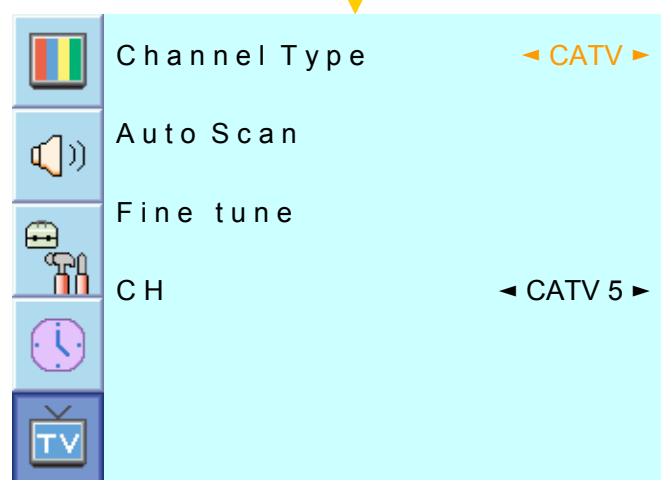 Channel Type ◄ CATV ►
Auto Scan
Fine tune
CH ◄ CATV 5 ►
TV